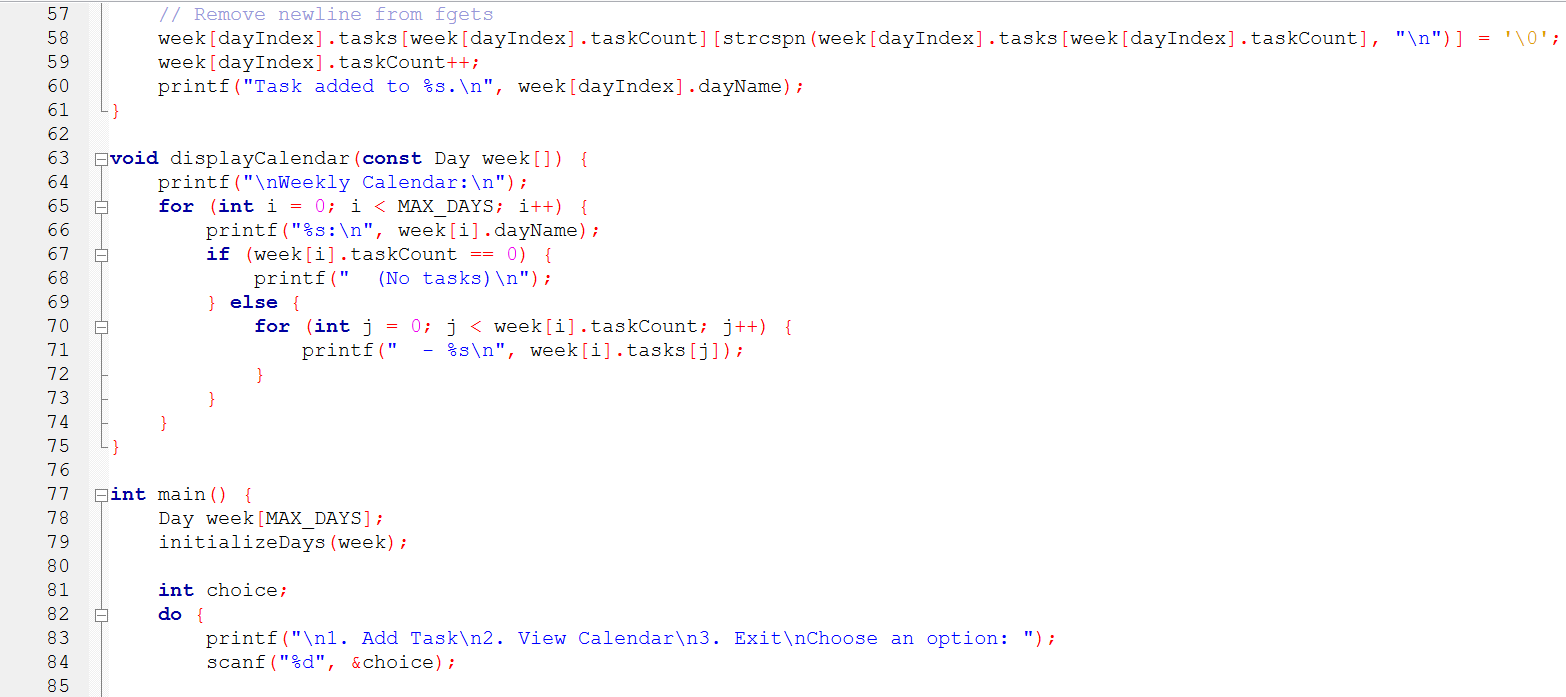 57 // Remove newline from fgets
58 week[dayIndex].tasks[week[dayIndex].taskCount][strcspn(week[dayIndex].tasks[week[dayIndex].taskCount], "\n")] = '\0';
59 week[dayIndex].taskCount++;
60 printf("Task added to %s.\n", week[dayIndex].dayName);
61 }
62
63 void displayCalendar(const Day week[]) {
64 printf("\nWeekly Calendar:\n");
65 for (int i = 0; i < MAX_DAYS; i++) {
66 printf("%s:\n", week[i].dayName);
67 if (week[i].taskCount == 0) {
68 printf("  (No tasks)\n");
69 } else {
70 for (int j = 0; j < week[i].taskCount; j++) {
71 printf("  - %s\n", week[i].tasks[j]);
72 }
73 }
74 }
75 }
76
77 int main() {
78 Day week[MAX_DAYS];
79 initializeDays(week);
80
81 int choice;
82 do {
83 printf("\n1. Add Task\n2. View Calendar\n3. Exit\nChoose an option: ");
84 scanf("%d", &choice);
85